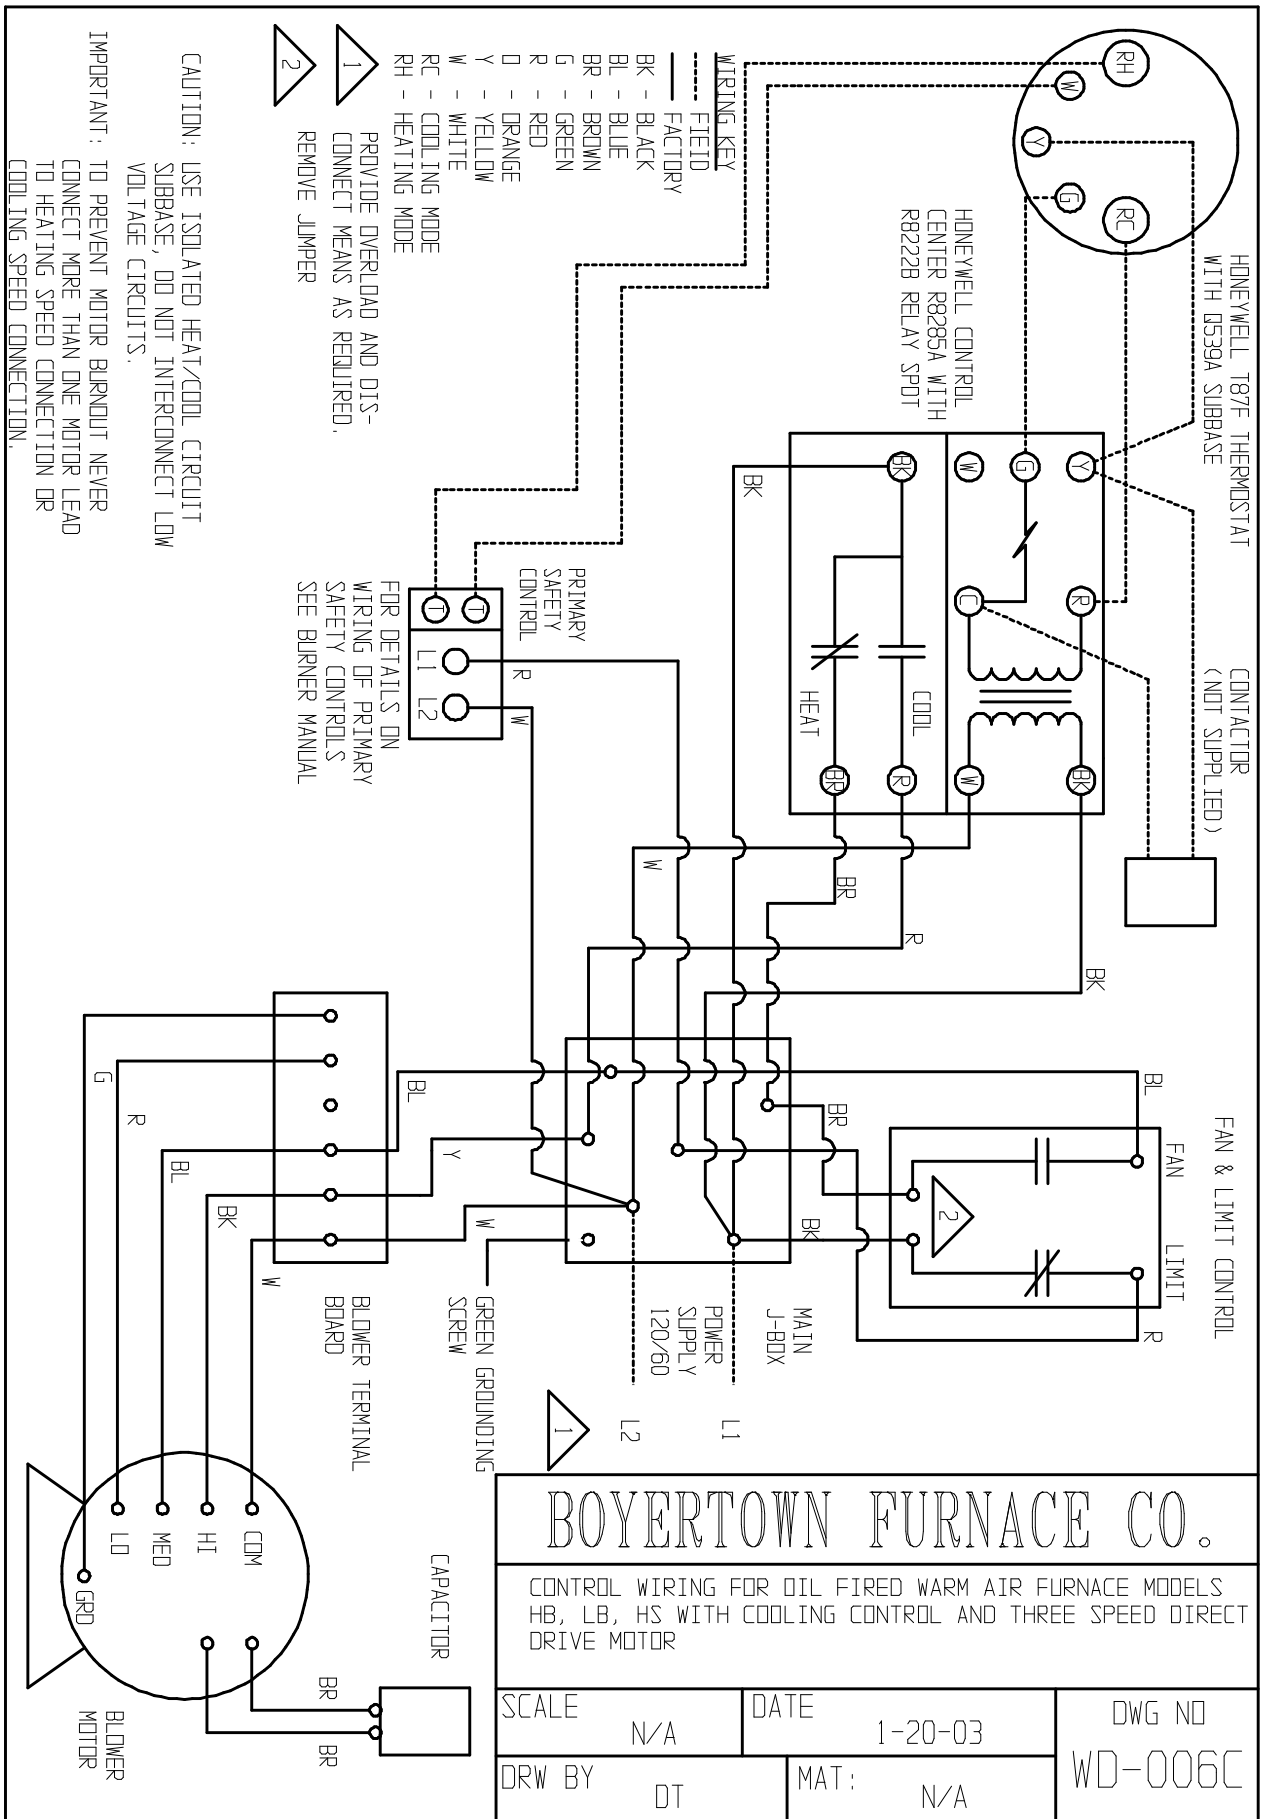 HONEYWELL T87F THERMOSTAT
WITH Q539A SUBBASE
RH
W
Y
G
RC
CONTACTOR
(NOT SUPPLIED)
HONEYWELL CONTROL
CENTER R8285A WITH
R8222B RELAY SPDT
Y
G
W
R
C
BK
W
BK
COOL
HEAT
R
BR
BK
W
BR
R
BK
WIRING KEY
FIELD
FACTORY
BK - BLACK
BL - BLUE
BR - BROWN
G - GREEN
R - RED
O - ORANGE
Y - YELLOW
W - WHITE
RC - COOLING MODE
RH - HEATING MODE
1
PROVIDE OVERLOAD AND DIS-
CONNECT MEANS AS REQUIRED.
2
REMOVE JUMPER
CAUTION: USE ISOLATED HEAT/COOL CIRCUIT
SUBBASE, DO NOT INTERCONNECT LOW
VOLTAGE CIRCUITS.
IMPORTANT: TO PREVENT MOTOR BURNOUT NEVER
CONNECT MORE THAN ONE MOTOR LEAD
TO HEATING SPEED CONNECTION OR
COOLING SPEED CONNECTION.
PRIMARY
SAFETY
CONTROL
T
T
L1
L2
R
W
FOR DETAILS ON
WIRING OF PRIMARY
SAFETY CONTROLS
SEE BURNER MANUAL
FAN & LIMIT CONTROL
FAN
LIMIT
2
BL
BR
BK
R
MAIN
J-BOX
POWER
SUPPLY
120/60
L1
L2
1
GREEN GROUNDING
SCREW
BL
Y
W
BLOWER TERMINAL
BOARD
G
R
BL
BK
W
COM
HI
MED
LO
GRD
CAPACITOR
BR
BR
BLOWER
MOTOR
BOYERTOWN FURNACE CO.
CONTROL WIRING FOR OIL FIRED WARM AIR FURNACE MODELS
HB, LB, HS WITH COOLING CONTROL AND THREE SPEED DIRECT
DRIVE MOTOR
SCALE
N/A
DATE
1-20-03
DWG NO
WD-006C
DRW BY
DT
MAT:
N/A